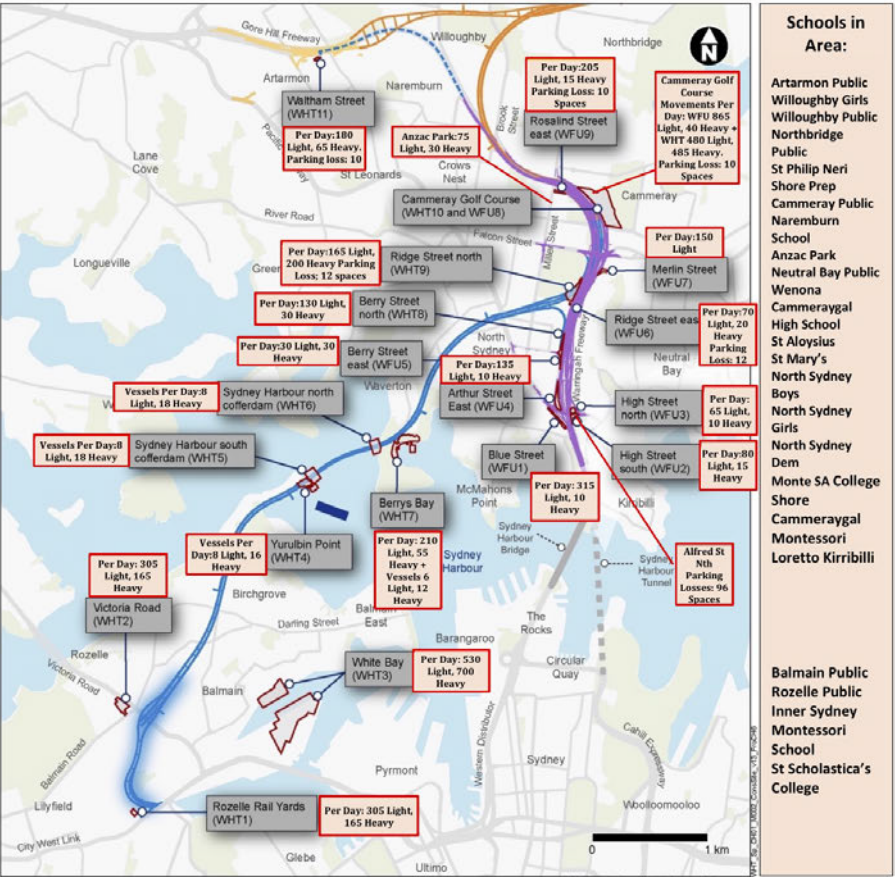 Gore Hill Freeway
Willoughby
Northbridge
N
Artarmon
Naremburn
Waltham Street
(WHT11)
Per Day:180
Light, 65 Heavy.
Parking loss: 10
Per Day:205
Light, 15 Heavy
Parking Loss: 10
Spaces
Brook
Street
Rosalind Street
east (WFU9)
Cammeray Golf
Course
Movements Per
Day: WFU 865
Light, 40 Heavy +
WHT 480 Light,
485 Heavy.
Parking Loss: 10
Spaces
Anzac Park:75
Light, 30 Heavy
Lane
Cove
St Leonards
Crows
Nest
Cammeray
Cammeray Golf Course
(WHT10 and WFU8)
River Road
Falcon Street
Longueville
Per Day:165 Light,
200 Heavy Parking
Loss; 12 spaces
Ridge Street north
(WHT9)
Per Day:150
Light
Merlin Street
(WFU7)
Per Day:130 Light,
30 Heavy
Berry Street
north (WHT8)
Ridge Street eas
(WFU6)
Per Day:70
Light, 20
Heavy
Parking
Loss: 12
Per Day:30 Light, 30
Heavy
Berry Street
east (WFU5)
North
Sydney
Warringah Freeway
Neutral
Bay
Waverton
Per Day:135
Light, 10 Heavy
Arthur Street
East (WFU4)
Vessels Per Day:8
Light, 18 Heavy
Sydney Harbour north
cofferdam (WHT6)
High Street
north (WFU3)
Per Day:
65 Light,
10 Heavy
Vessels Per Day:8
Light, 18 Heavy
Sydney Harbour south
cofferdam (WHT5)
Blue Street
(WFU1)
High Street
south (WFU2)
Per Day:80
Light, 15
Heavy
Berrys Bay
(WHT7)
McMahons
Point
Per Day: 315
Light, 10
Heavy
Kirribilli
Vessels Per
Day:8 Light, 16
Heavy
Yurulbin Point
(WHT4)
Per Day: 210
Light, 55
Heavy +
Vessels 6
Light, 12
Heavy
Sydney
Harbour
Sydney
Harbour
Bridge
Sydney
Harbour
Tunnel
Alfred St
Nth
Parking
Losses: 96
Spaces
Per Day: 305
Light, 165
Heavy
Victoria Road
(WHT2)
Birchgrove
Darling Street
Balmain
East
Barangaroo
The
Rocks
Rozelle
Victoria Road
Balmain
White Bay
(WHT3)
Per Day: 530
Light, 700
Heavy
Circular
Quay
Balmain Road
Western Distributor
Cahill Expressway
Pyrmont
Sydney
Lilyfield
Rozelle Rail Yards
(WHT1)
Per Day: 305 Light,
165 Heavy
Woolloomooloo
City West Link
Glebe
Ultimo
0
1 km
Schools in
Area:
Artarmon Public
Willoughby Girls
Willoughby Public
Northbridge
Public
St Philip Neri
Shore Prep
Cammeray Public
Naremburn
School
Anzac Park
Neutral Bay Public
Wenona
Cammeraygal
High School
St Aloysius
St Mary's
North Sydney
Boys
North Sydney
Girls
North Sydney
Dem
Monte SA College
Shore
Cammeraygal
Montessori
Loretto Kirribilli
Balmain Public
Rozelle Public
Inner Sydney
Montessori
School
St Scholastica's
College